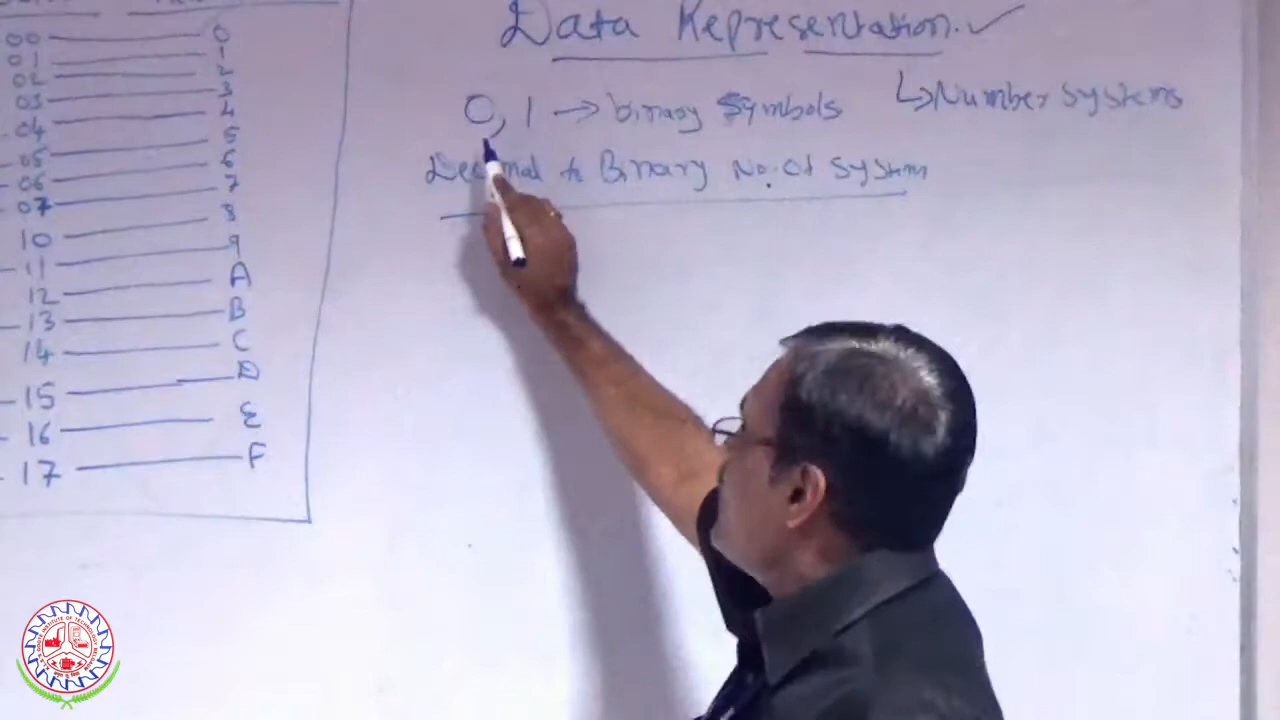 Data Representation.
↳ Number Systems
0, 1 → binary Symbols
Decimal to Binary No. of System
00 — 0
01 — 1
02 — 2
03 — 3
04 — 4
05 — 5
06 — 6
07 — 7
10 — 8
11 — 9
12 — A
13 — B
14 — C
15 — D
16 — E
17 — F